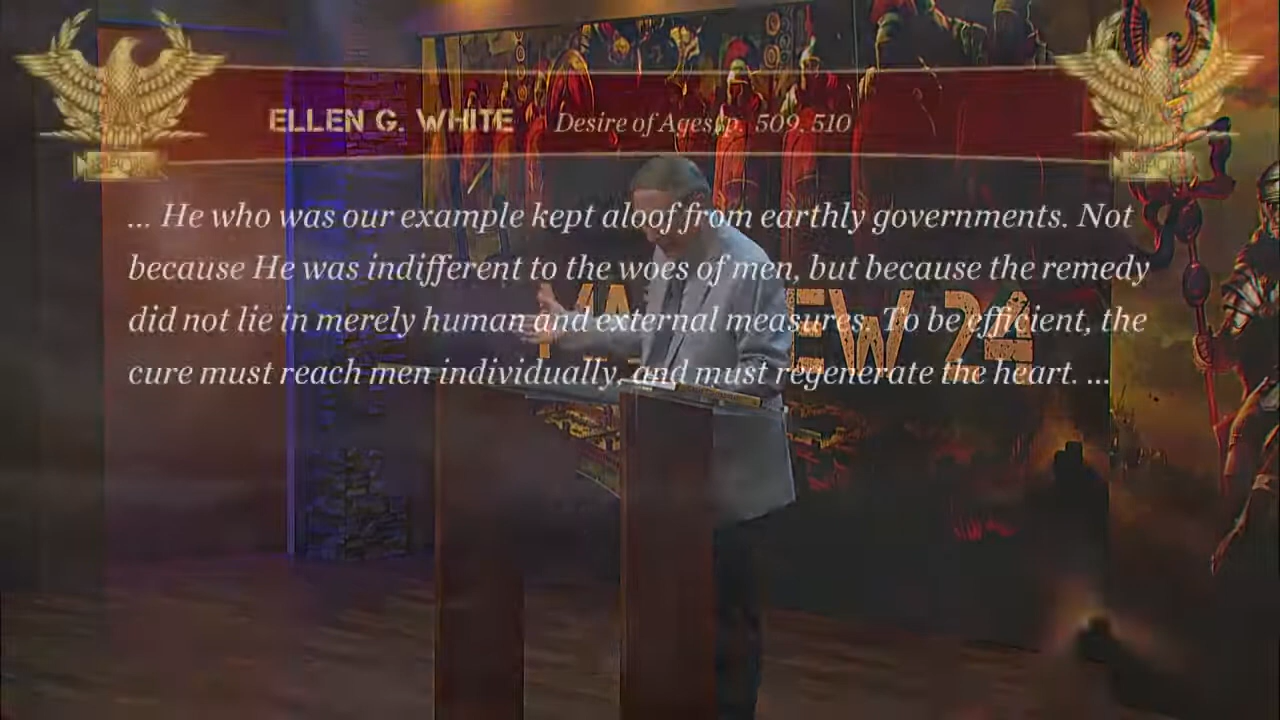 ELLEN G. WHITE Desire of Ages, p. 509, 510
... He who was our example kept aloof from earthly governments. Not
because He was indifferent to the woes of men, but because the remedy
did not lie in merely human and external measures. To be efficient, the
cure must reach men individually, and must regenerate the heart. ...
24